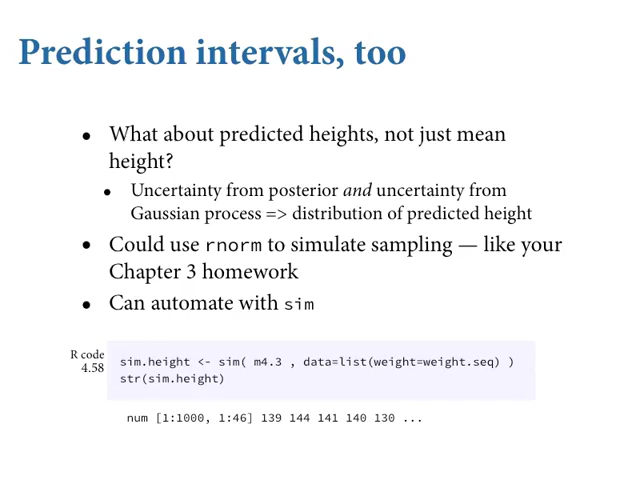 Prediction intervals, too
• What about predicted heights, not just mean
height?
• Uncertainty from posterior and uncertainty from
Gaussian process => distribution of predicted height
• Could use rnorm to simulate sampling — like your
Chapter 3 homework
• Can automate with sim
R code
4.58
sim.height <- sim( m4.3 , data=list(weight=weight.seq) )
str(sim.height)
num [1:1000, 1:46] 139 144 141 140 130 ...